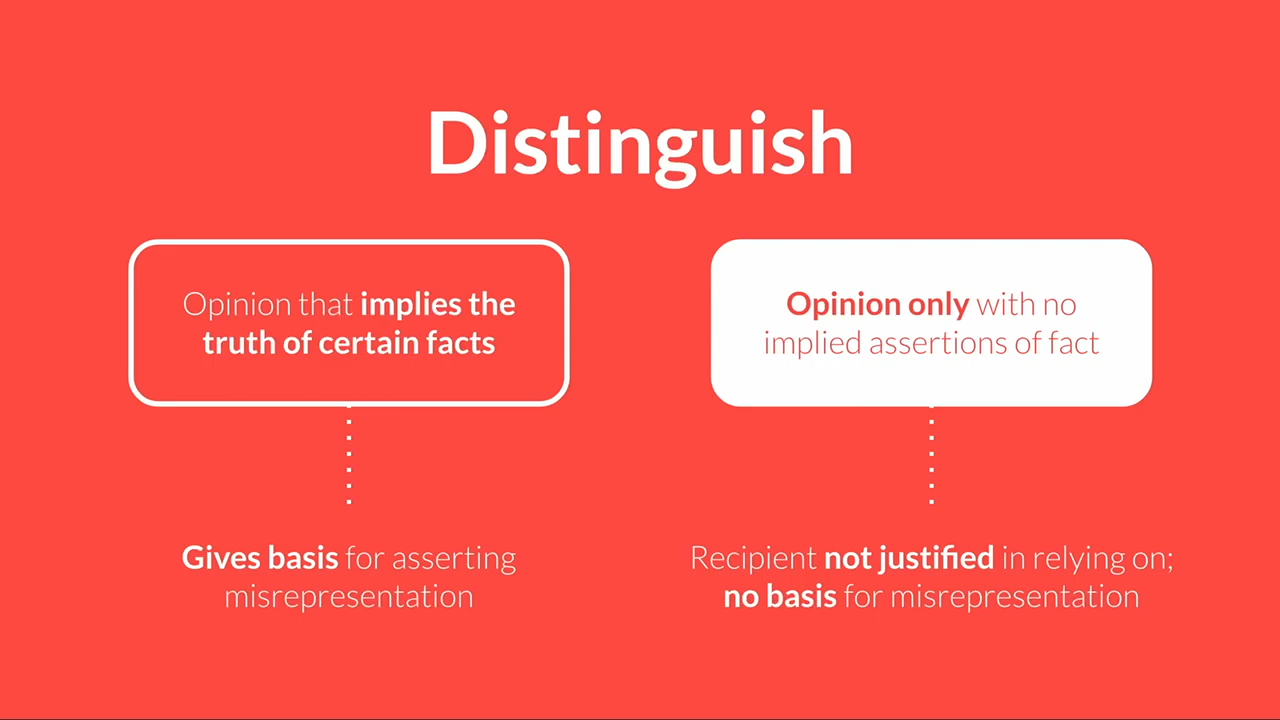 Distinguish
Opinion that implies the
truth of certain facts
Opinion only with no
implied assertions of fact
Gives basis for asserting
misrepresentation
Recipient not justified in relying on;
no basis for misrepresentation